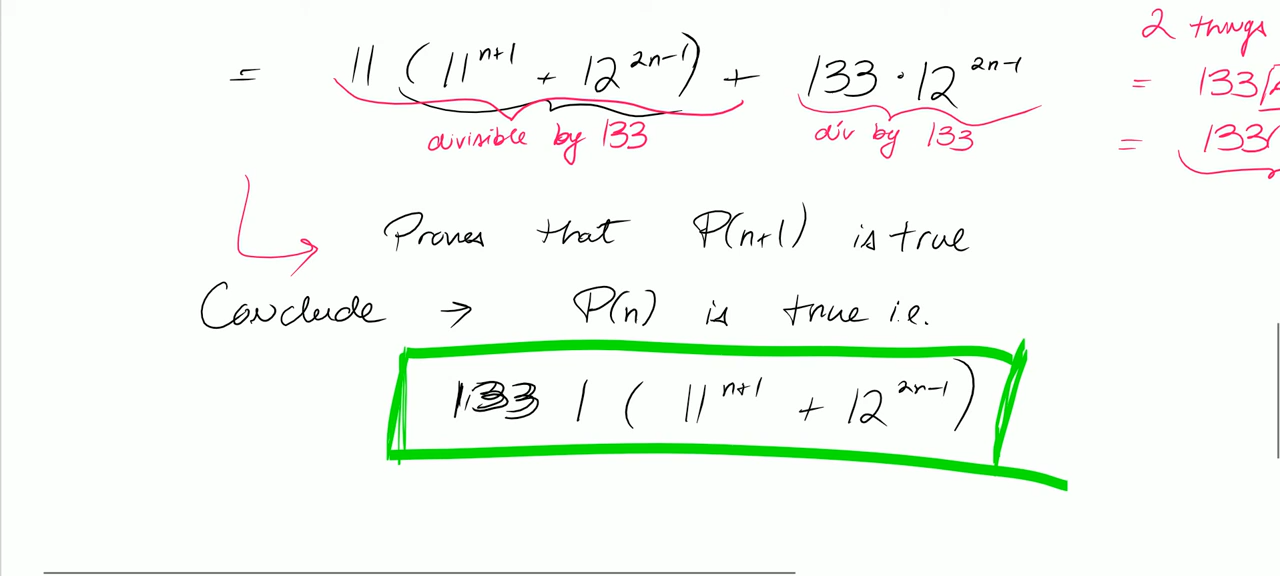 = 11 ( 11^{n+1} + 12^{2n-1} ) + 133 · 12^{2n-1}
divisible by 133 div by 133
Proves that P(n+1) is true
Conclude → P(n) is true i.e.
133 | ( 11^{n+1} + 12^{2n-1} )
2 things
= 133
= 133(